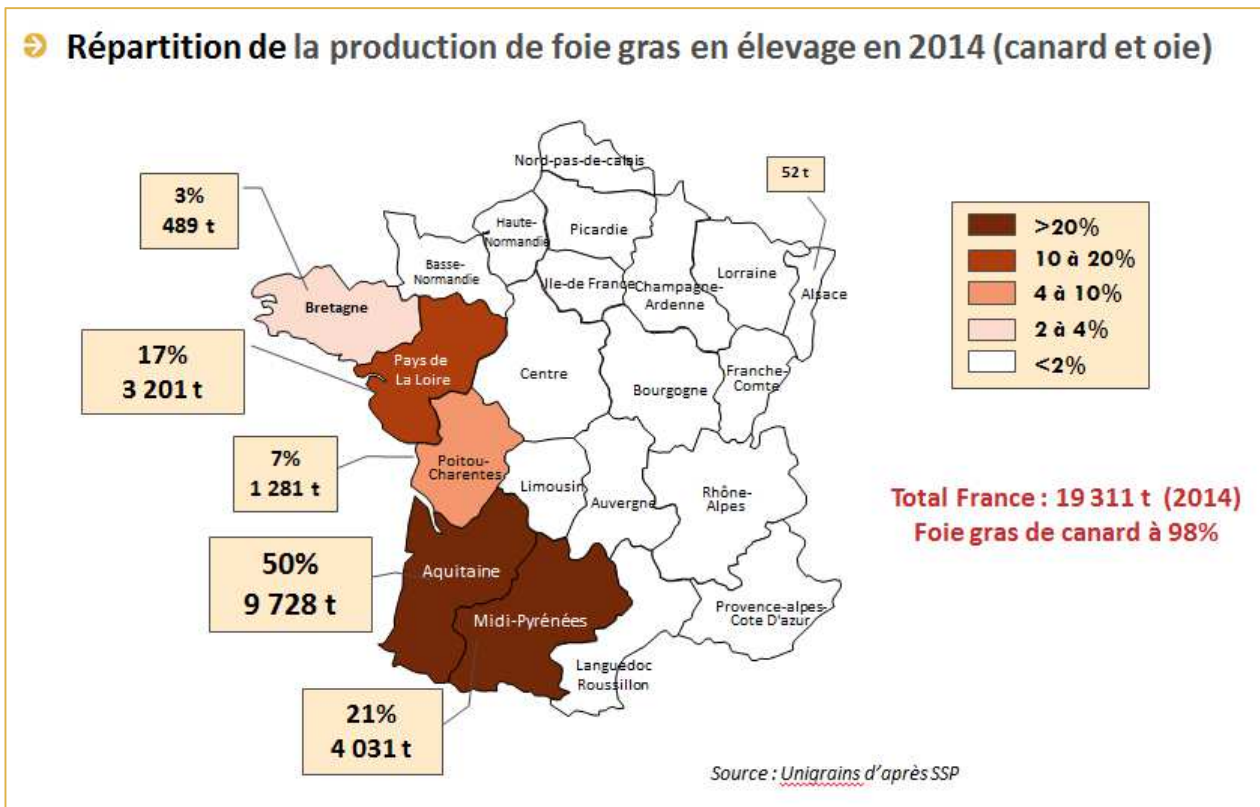 Répartition de la production de foie gras en élevage en 2014 (canard et oie)
Nord-pas-de-calais
52 t
3%
489 t
Haute-
Normandie
Picardie
>20%
10 à 20%
4 à 10%
2 à 4%
<2%
Basse-
Normandie
Ile-de France
Champagne-
Ardenne
Lorraine
Alsace
Bretagne
17%
3 201 t
Pays de
La Loire
Centre
Bourgogne
Franche-
Comte
7%
1 281 t
Poitou-
Charentes
Limousin
Auvergne
Rhône-
Alpes
Total France : 19 311 t (2014)
Foie gras de canard à 98%
50%
9 728 t
Aquitaine
Midi-Pyrénées
Provence-alpes-
Cote D'azur
Languedoc
Roussillon
21%
4 031 t
Source : Unigrains d'après SSP